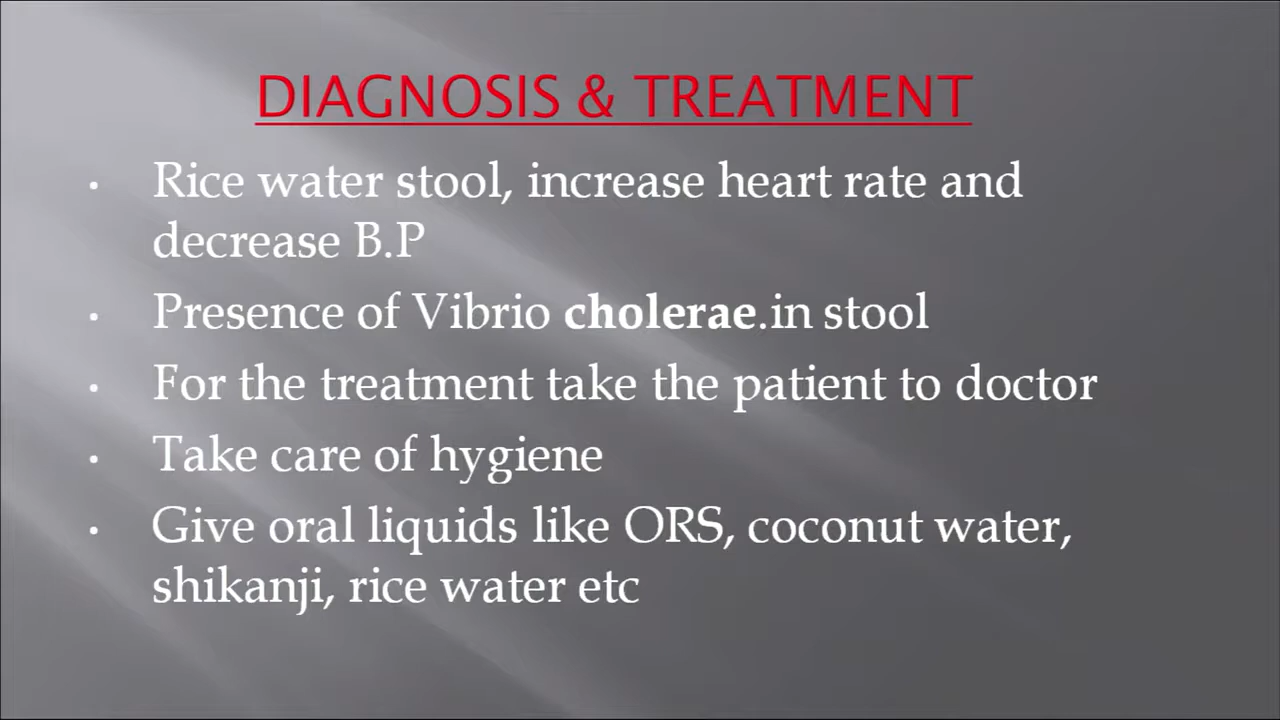 DIAGNOSIS & TREATMENT
• Rice water stool, increase heart rate and
decrease B.P
• Presence of Vibrio cholerae.in stool
• For the treatment take the patient to doctor
• Take care of hygiene
• Give oral liquids like ORS, coconut water,
shikanji, rice water etc